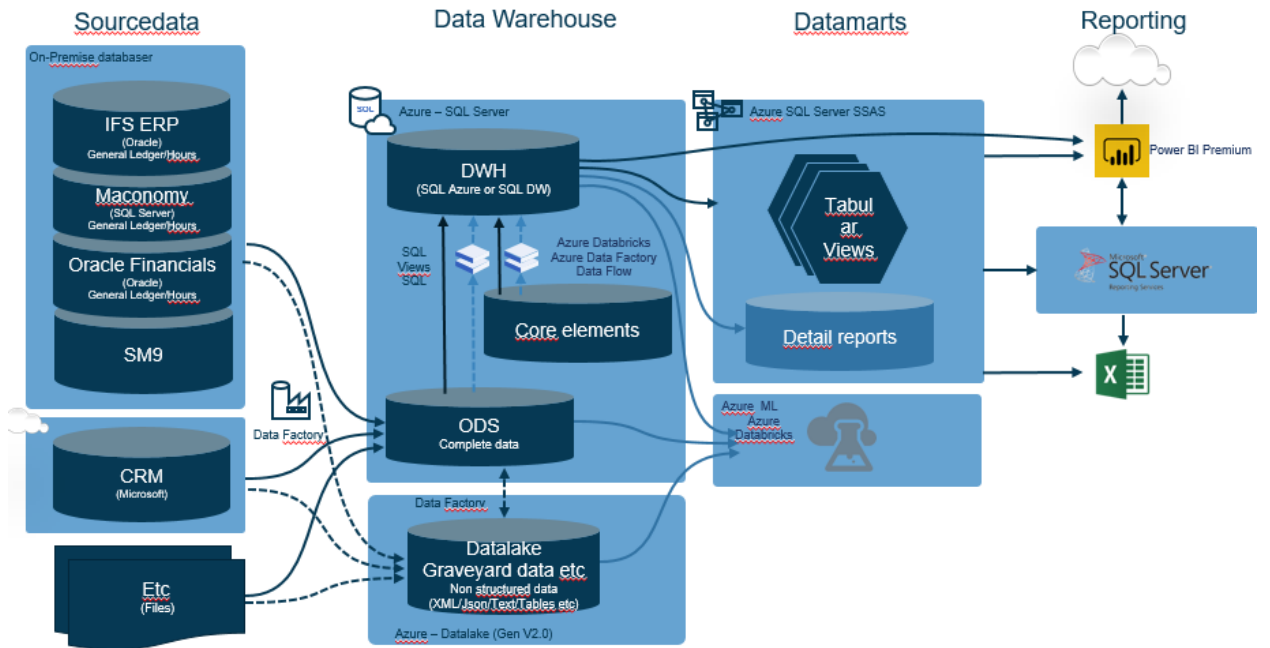 Sourcedata
Data Warehouse
Datamarts
Reporting
On-Premise databaser
IFS ERP
(Oracle)
General Ledger/Hours
Maconomy
(SQL Server)
General Ledger/Hours
Oracle Financials
(Oracle)
General Ledger/Hours
SM9
Data Factory
CRM
(Microsoft)
Etc
(Files)
SQL
Azure – SQL Server
DWH
(SQL Azure or SQL DW)
SQL
Views
SQL
Azure Databricks
Azure Data Factory
Data Flow
Core elements
ODS
Complete data
Data Factory
Datalake
Graveyard data etc
Non structured data
(XML/Json/Text/Tables etc)
Azure – Datalake (Gen V2.0)
Azure SQL Server SSAS
Tabul
ar
Views
Detail reports
Azure ML
Azure
Databricks
Power BI Premium
Microsoft
SQL Server
Reporting Services
X